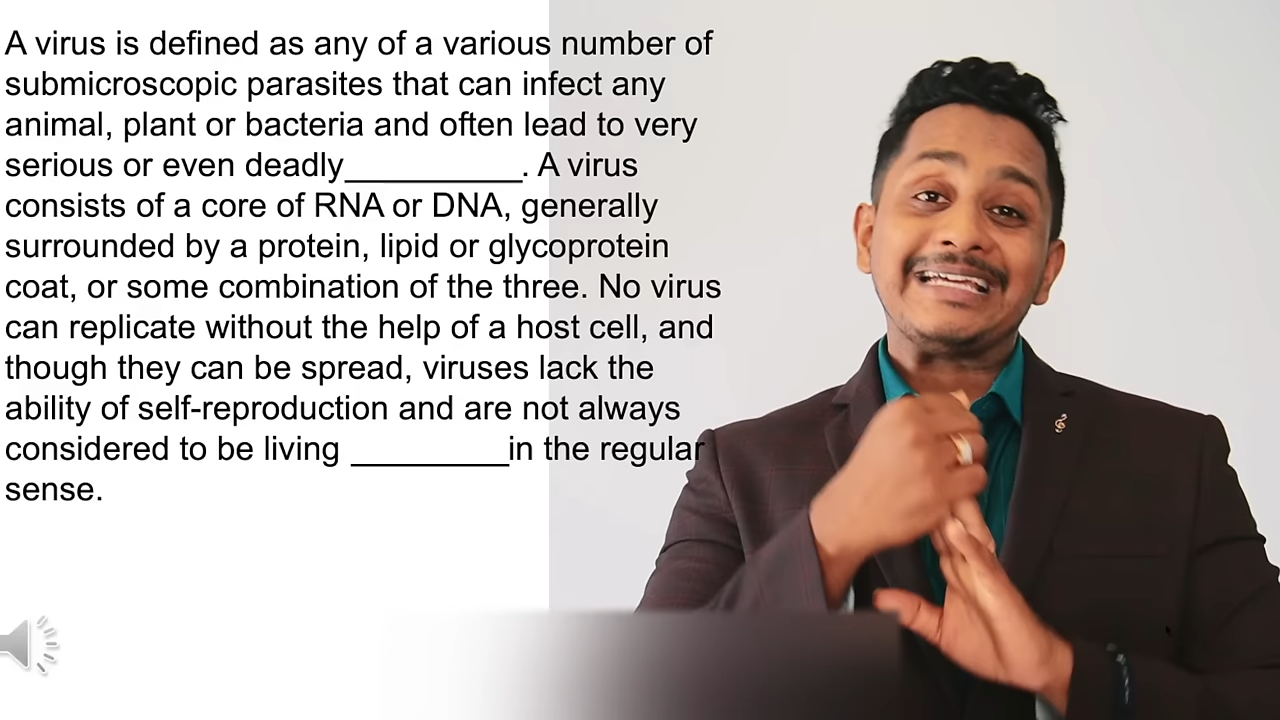 A virus is defined as any of a various number of
submicroscopic parasites that can infect any
animal, plant or bacteria and often lead to very
serious or even deadly__________. A virus
consists of a core of RNA or DNA, generally
surrounded by a protein, lipid or glycoprotein
coat, or some combination of the three. No virus
can replicate without the help of a host cell, and
though they can be spread, viruses lack the
ability of self-reproduction and are not always
considered to be living _________in the regular
sense.